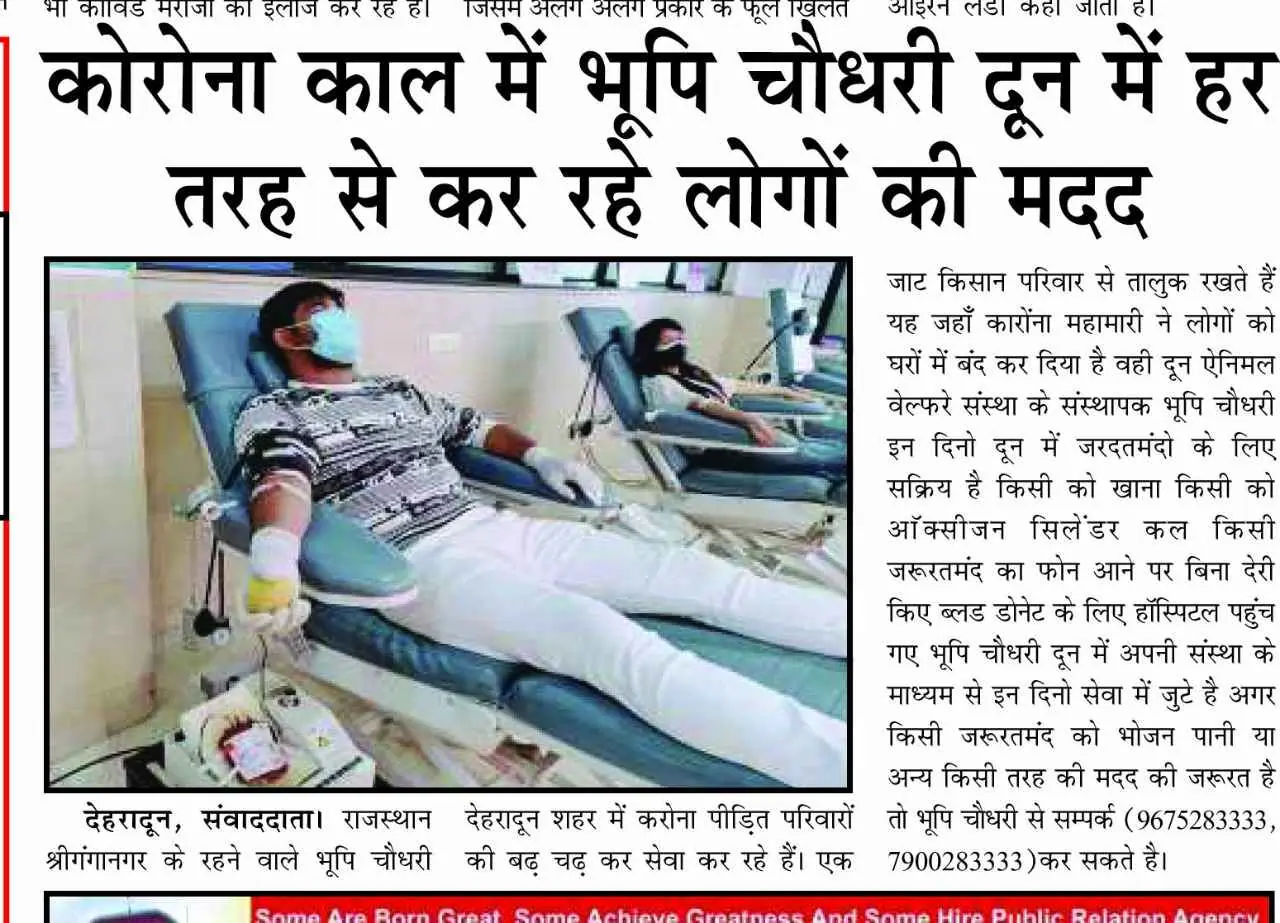 भी कोविड मरीजों का इलाज कर रहे हैं।
जिसमें अलग अलग प्रकार के फूल खिलते
आइरन लेडी कहा जाता है।
कोरोना काल में भूपि चौधरी दून में हर
तरह से कर रहे लोगों की मदद
देहरादून, संवाददाता। राजस्थान
श्रीगंगानगर के रहने वाले भूपि चौधरी
देहरादून शहर में करोना पीड़ित परिवारों
की बढ़ चढ़ कर सेवा कर रहे हैं। एक
जाट किसान परिवार से तालुक रखते हैं
यह जहाँ कारोंना महामारी ने लोगों को
घरों में बंद कर दिया है वही दून ऐनिमल
वेल्फरे संस्था के संस्थापक भूपि चौधरी
इन दिनो दून में जरदतमंदो के लिए
सक्रिय है किसी को खाना किसी को
ऑक्सीजन सिलेंडर कल किसी
जरूरतमंद का फोन आने पर बिना देरी
किए ब्लड डोनेट के लिए हॉस्पिटल पहुंच
गए भूपि चौधरी दून में अपनी संस्था के
माध्यम से इन दिनो सेवा में जुटे है अगर
किसी जरूरतमंद को भोजन पानी या
अन्य किसी तरह की मदद की जरूरत है
तो भूपि चौधरी से सम्पर्क (9675283333,
7900283333)कर सकते है।
Some Are Born Great, Some Achieve Greatness And Some Hire Public Relation Agency